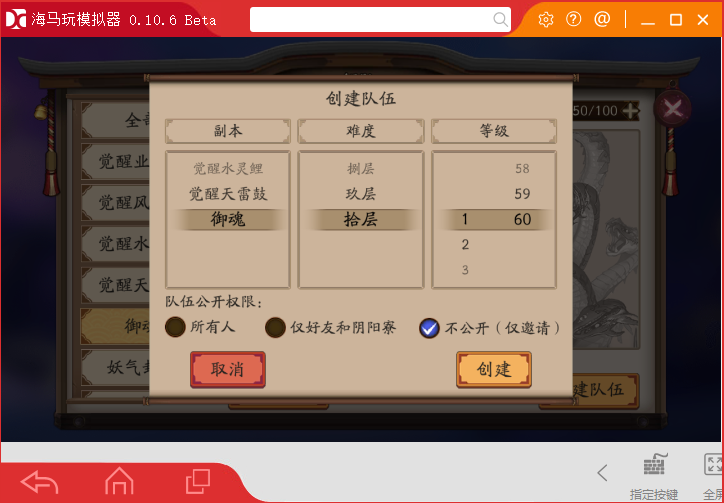 海马玩模拟器 0.10.6 Beta
创建队伍
50/100
副本 难度 等级
全
觉醒业
觉醒风
觉醒水
觉醒天
御
妖气
觉醒水灵鲤 捌层 58
觉醒天雷鼓 玖层 59
御魂 拾层 1 60
2
3
队伍公开权限：
所有人 仅好友和阴阳寮 不公开（仅邀请）
取消 创建
建队伍
指定按键 全